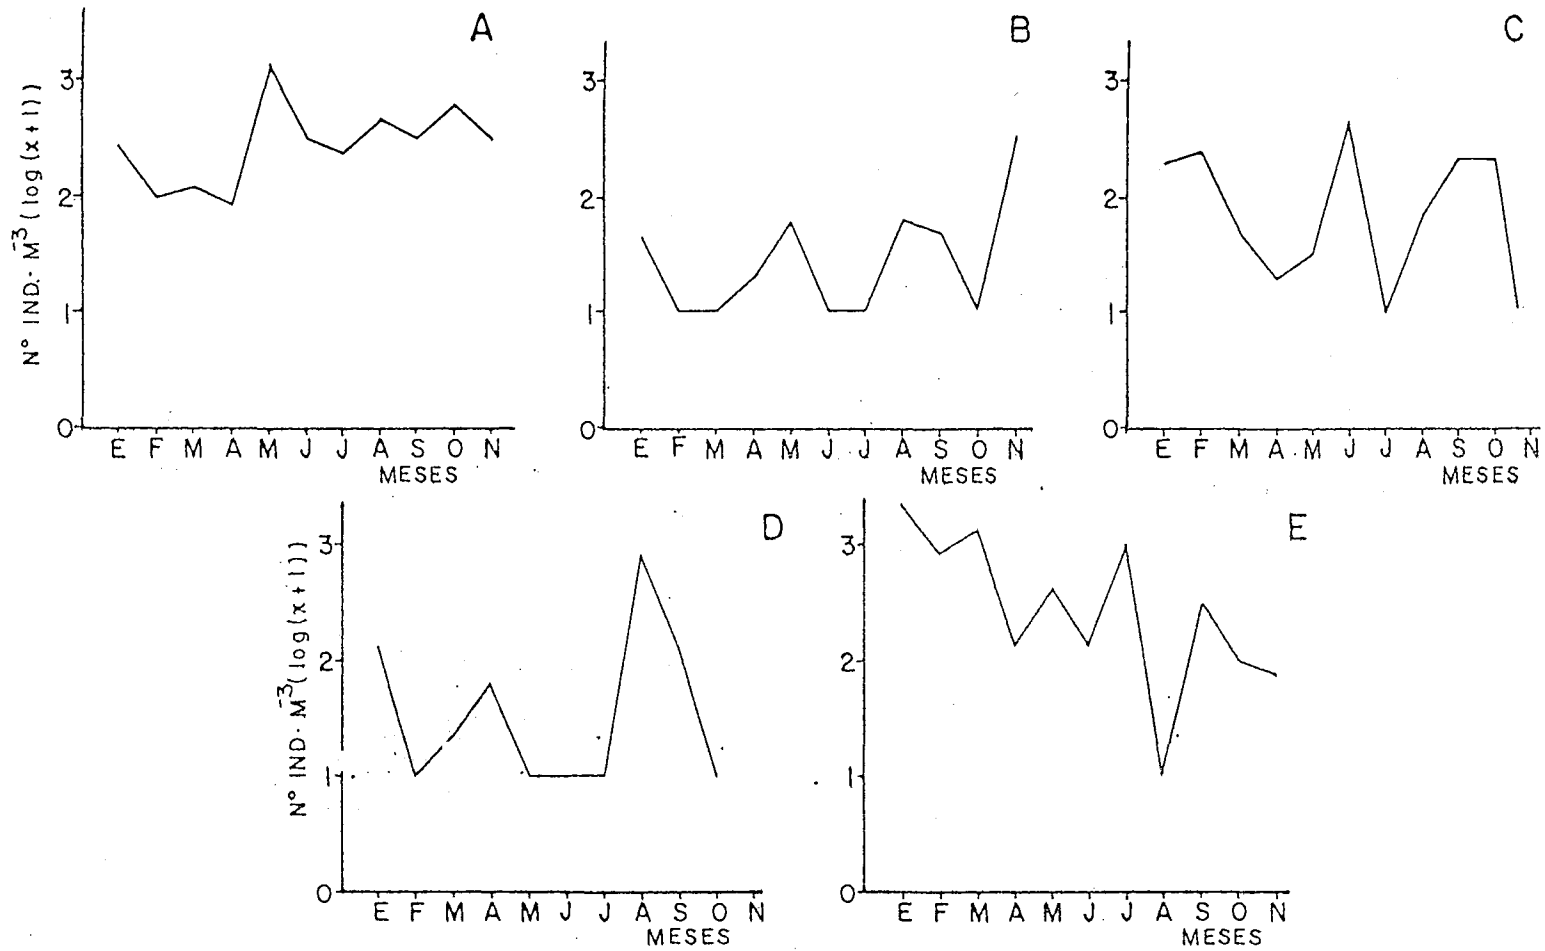 A
N° IND.· M⁻³ (log (x+1))
3
2
1
0
E F M A M J J A S O N
MESES
B
3
2
1
0
E F M A M J J A S O N
MESES
C
3
2
1
0
E F M A M J J A S O N
MESES
D
N° IND· M⁻³ (log (x+1))
3
2
1
0
E F M A M J J A S O N
MESES
E
3
2
1
0
E F M A M J J A S O N
MESES